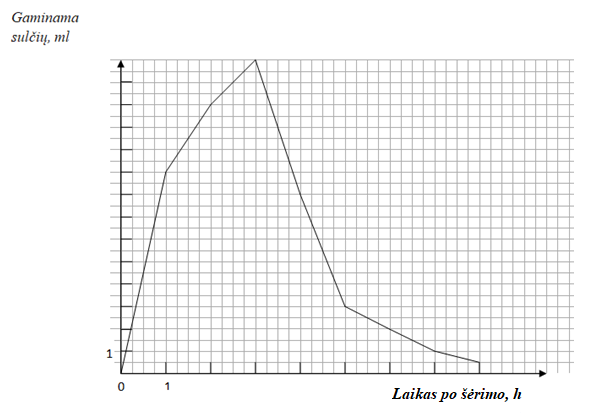 Gaminama
sulčių, ml
1
0
1
Laikas po šėrimo, h